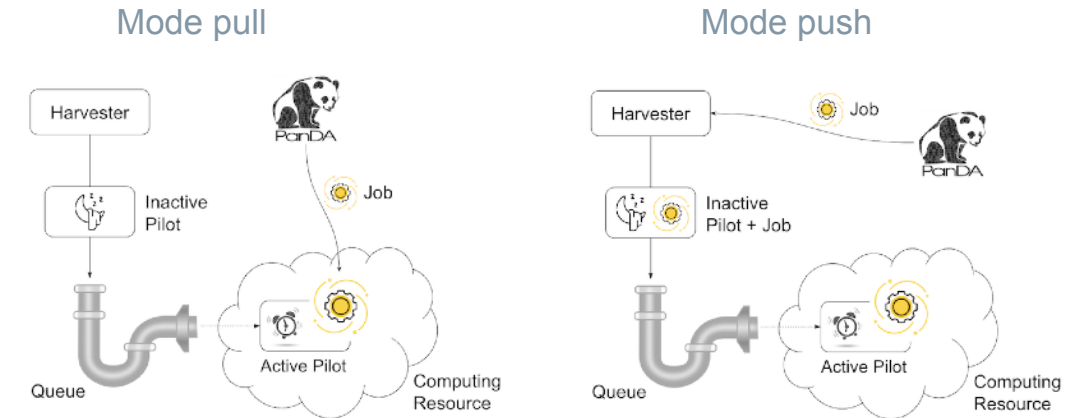 Mode pull
Harvester
PanDA
Inactive
Pilot
Job
z z z
Active Pilot
Queue
Computing
Resource
Mode push
Harvester
Job
PanDA
Inactive
Pilot + Job
z z z
Active Pilot
Queue
Computing
Resource